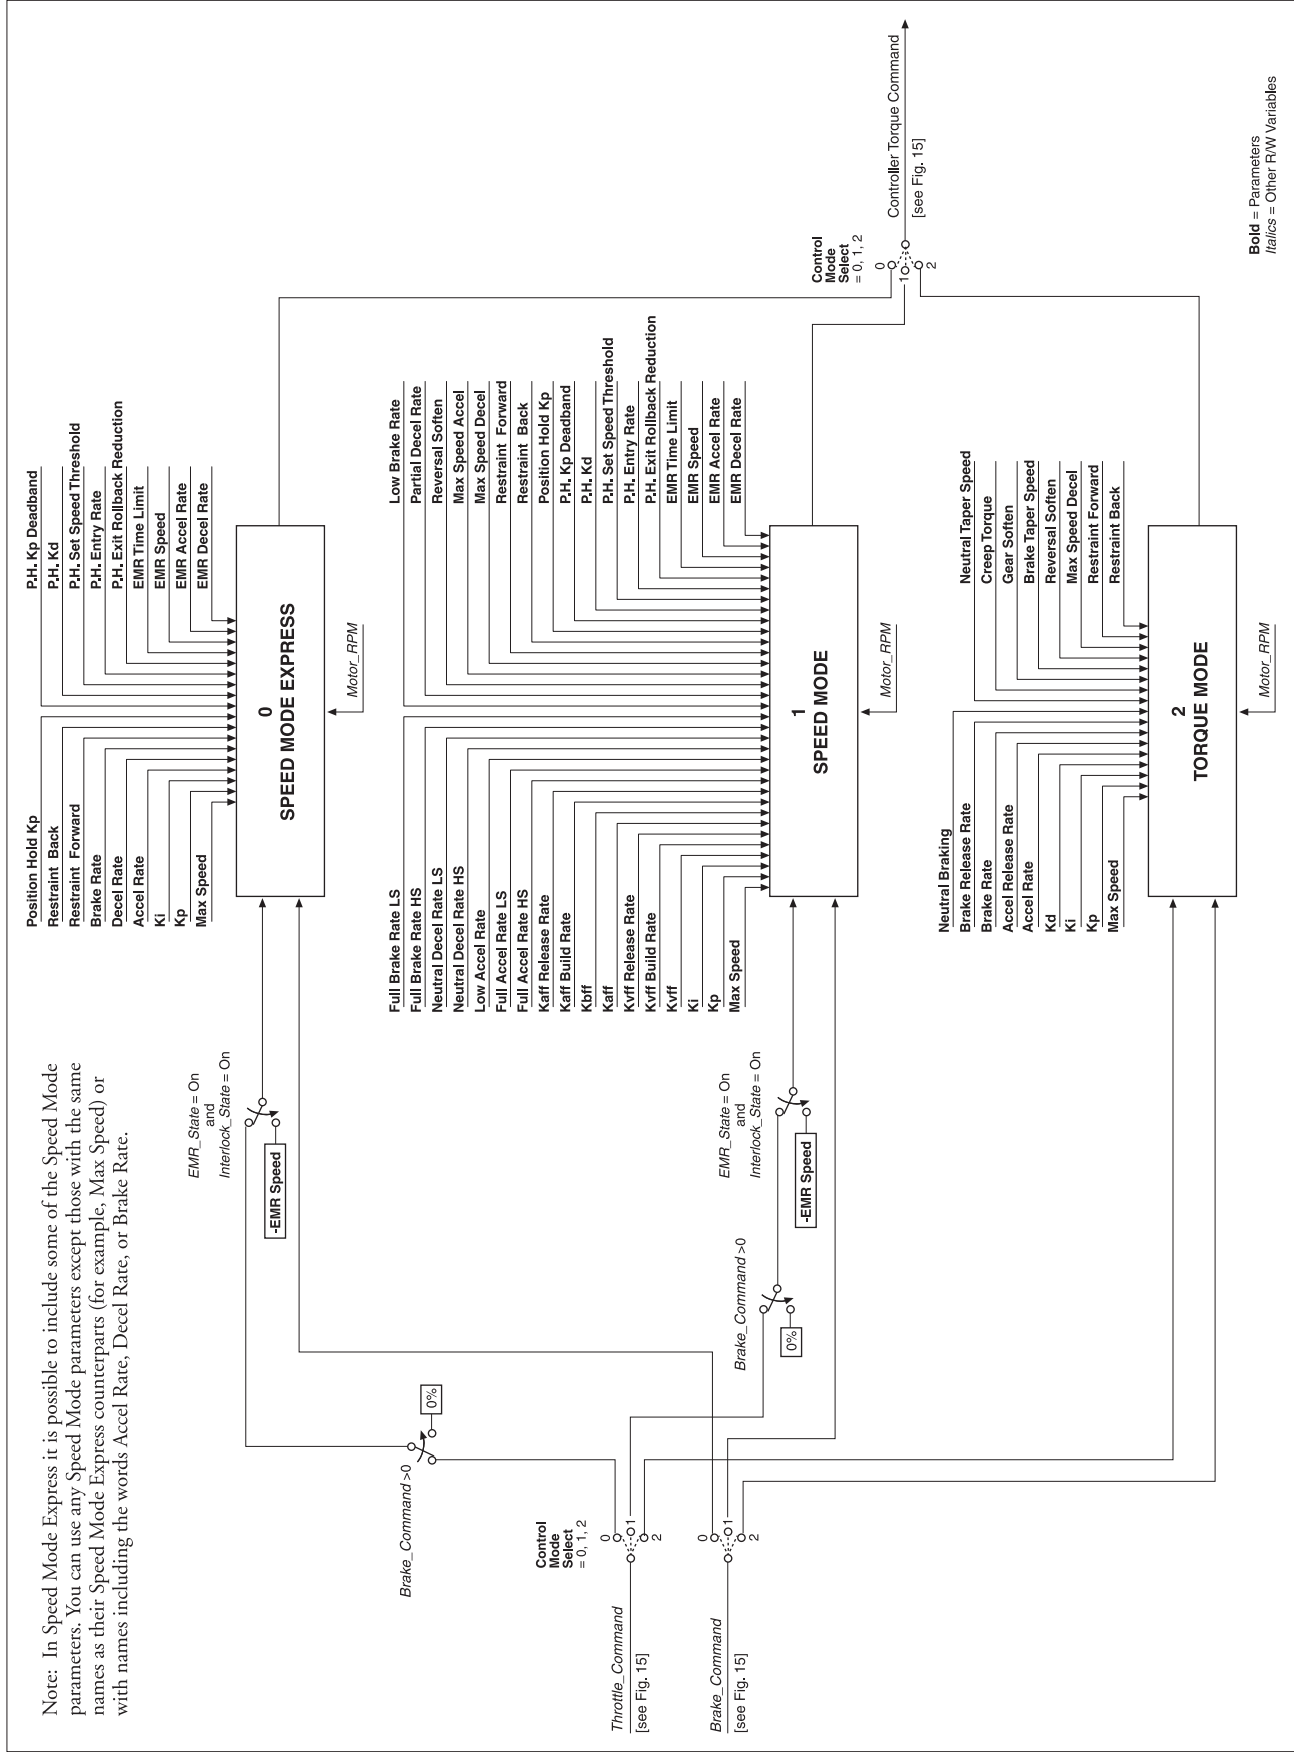 Note: In Speed Mode Express it is possible to include some of the Speed Mode
parameters. You can use any Speed Mode parameters except those with the same
names as their Speed Mode Express counterparts (for example, Max Speed) or
with names including the words Accel Rate, Decel Rate, or Brake Rate.
Throttle_Command
[see Fig. 15]
Brake_Command
[see Fig. 15]
Control
Mode
Select
= 0, 1, 2
0
1
2
0
1
2
Brake_Command >0
0%
EMR_State = On
and
Interlock_State = On
-EMR Speed
Position Hold Kp
Restraint Back
Restraint Forward
Brake Rate
Decel Rate
Accel Rate
Ki
Kp
Max Speed
P.H. Kp Deadband
P.H. Kd
P.H. Set Speed Threshold
P.H. Entry Rate
P.H. Exit Rollback Reduction
EMR Time Limit
EMR Speed
EMR Accel Rate
EMR Decel Rate
0
SPEED MODE EXPRESS
Motor_RPM
Brake_Command >0
0%
EMR_State = On
and
Interlock_State = On
-EMR Speed
Full Brake Rate LS
Full Brake Rate HS
Neutral Decel Rate LS
Neutral Decel Rate HS
Low Accel Rate
Full Accel Rate LS
Full Accel Rate HS
Kaff Release Rate
Kaff Build Rate
Kbff
Kaff
Kvff Release Rate
Kvff Build Rate
Kvff
Ki
Kp
Max Speed
Low Brake Rate
Partial Decel Rate
Reversal Soften
Max Speed Accel
Max Speed Decel
Restraint Forward
Restraint Back
Position Hold Kp
P.H. Kp Deadband
P.H. Kd
P.H. Set Speed Threshold
P.H. Entry Rate
P.H. Exit Rollback Reduction
EMR Time Limit
EMR Speed
EMR Accel Rate
EMR Decel Rate
1
SPEED MODE
Motor_RPM
Neutral Braking
Brake Release Rate
Brake Rate
Accel Release Rate
Accel Rate
Kd
Ki
Kp
Max Speed
Neutral Taper Speed
Creep Torque
Gear Soften
Brake Taper Speed
Reversal Soften
Max Speed Decel
Restraint Forward
Restraint Back
2
TORQUE MODE
Motor_RPM
Control
Mode
Select
= 0, 1, 2
0
1
2
Controller Torque Command
[see Fig. 15]
Bold = Parameters
Italics = Other R/W Variables